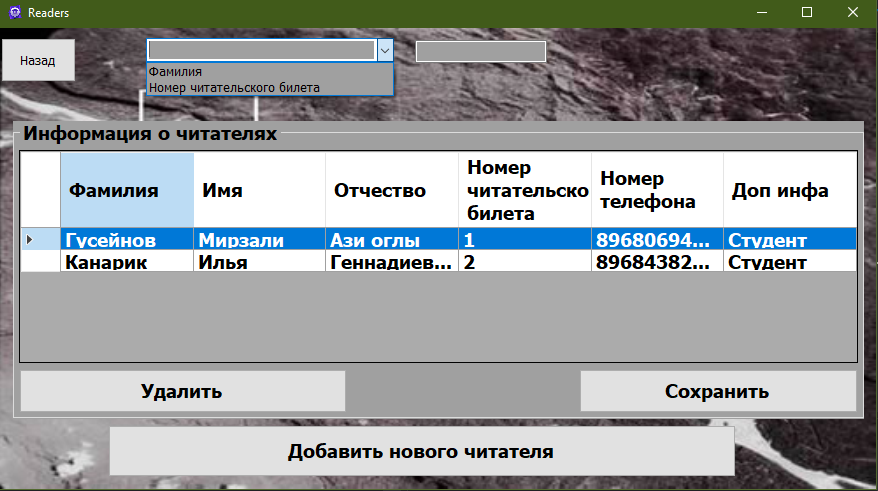 Readers
Назад
Фамилия
Номер читательского билета
Информация о читателях
Фамилия
Имя
Отчество
Номер
читательско
билета
Номер
телефона
Доп инфа
Гусейнов Мирзали Ази оглы 1 89680694... Студент
Канарик Илья Геннадиев... 2 89684382... Студент
Удалить
Сохранить
Добавить нового читателя